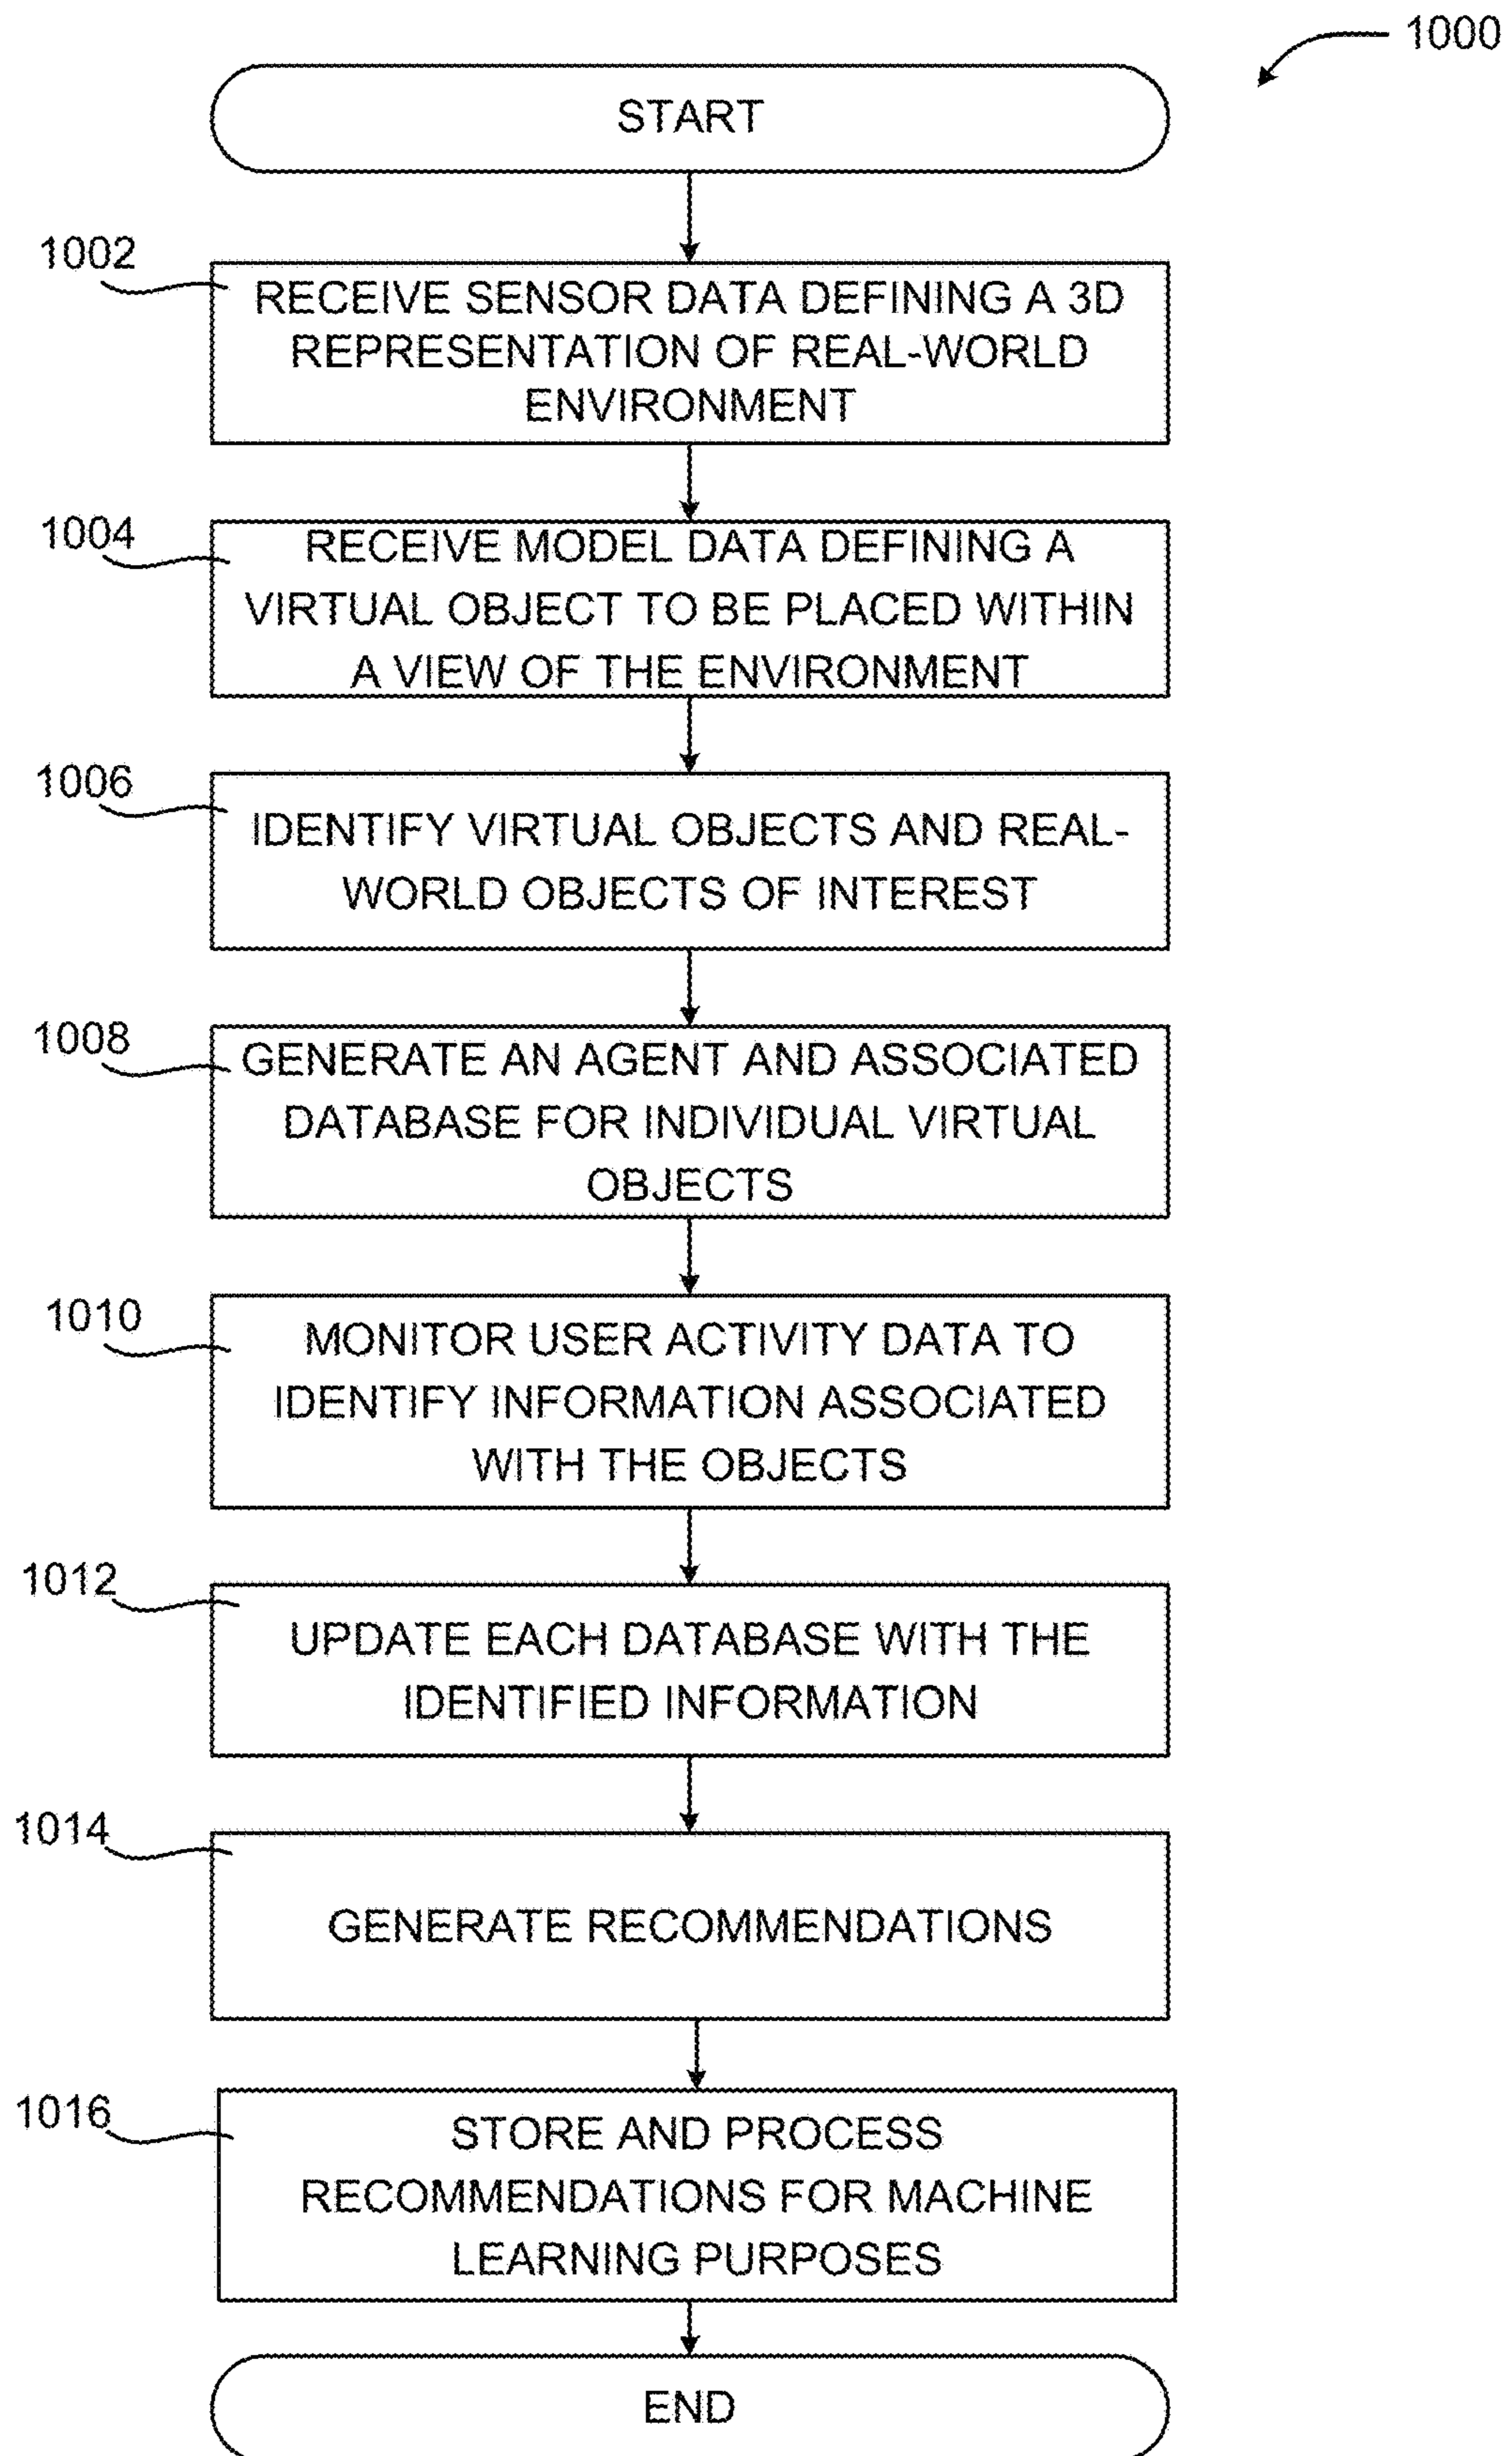 1000
START
1002
RECEIVE SENSOR DATA DEFINING A 3D
REPRESENTATION OF REAL-WORLD
ENVIRONMENT
1004
RECEIVE MODEL DATA DEFINING A
VIRTUAL OBJECT TO BE PLACED WITHIN
A VIEW OF THE ENVIRONMENT
1006
IDENTIFY VIRTUAL OBJECTS AND REAL-
WORLD OBJECTS OF INTEREST
1008
GENERATE AN AGENT AND ASSOCIATED
DATABASE FOR INDIVIDUAL VIRTUAL
OBJECTS
1010
MONITOR USER ACTIVITY DATA TO
IDENTIFY INFORMATION ASSOCIATED
WITH THE OBJECTS
1012
UPDATE EACH DATABASE WITH THE
IDENTIFIED INFORMATION
1014
GENERATE RECOMMENDATIONS
1016
STORE AND PROCESS
RECOMMENDATIONS FOR MACHINE
LEARNING PURPOSES
END